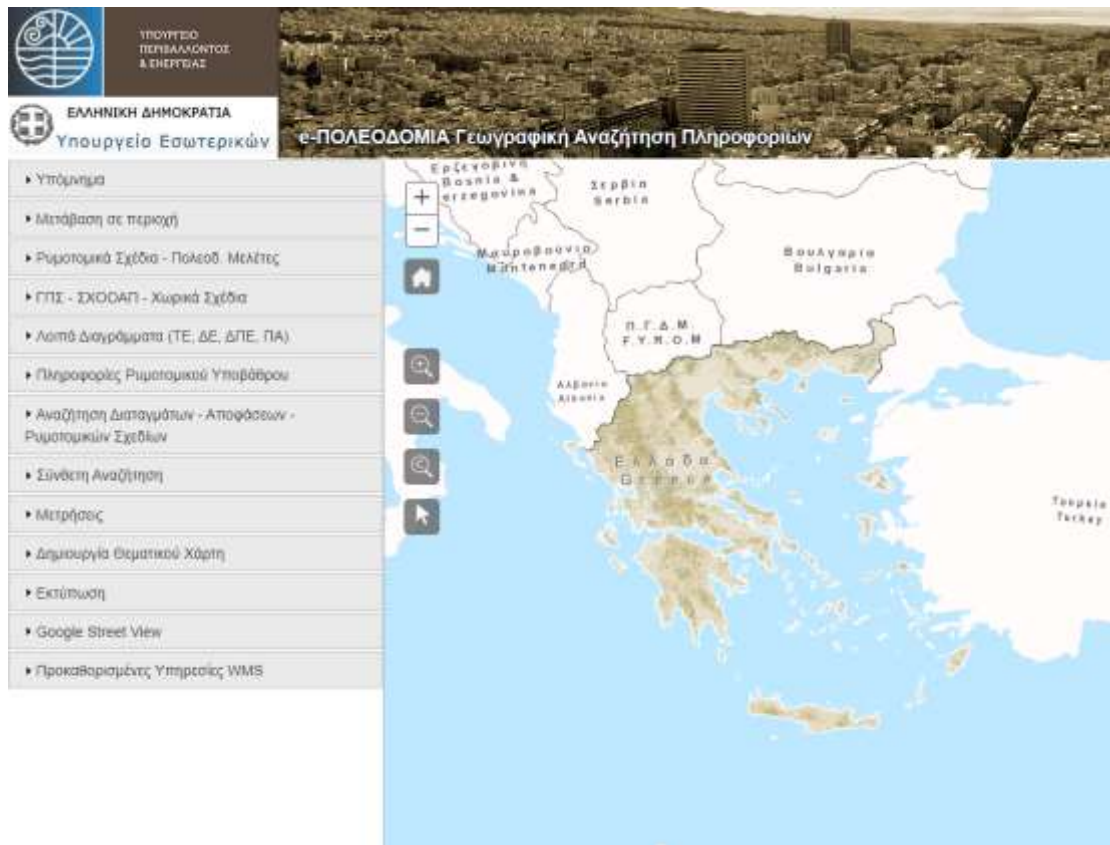 ΥΠΟΥΡΓΕΙΟ
ΠΕΡΙΒΑΛΛΟΝΤΟΣ
& ΕΝΕΡΓΕΙΑΣ
ΕΛΛΗΝΙΚΗ ΔΗΜΟΚΡΑΤΙΑ
Υπουργείο Εσωτερικών
e-ΠΟΛΕΟΔΟΜΙΑ Γεωγραφική Αναζήτηση Πληροφοριών
Υπόμνημα
Μετάβαση σε περιοχή
Ρυμοτομικά Σχέδια - Πολεοδ. Μελέτες
ΓΠΣ - ΣΧΟΟΑΠ - Χωρικά Σχέδια
Λοιπά Διαγράμματα (ΤΕ, ΔΕ, ΔΠΕ, ΠΑ)
Πληροφορίες Ρυμοτομικού Υποβάθρου
Αναζήτηση Διαταγμάτων - Αποφάσεων -
Ρυμοτομικών Σχεδίων
Σύνθετη Αναζήτηση
Μετρήσεις
Δημιουργία Θεματικού Χάρτη
Εκτύπωση
Google Street View
Προκαθορισμένες Υπηρεσίες WMS
+
−
Ερζεγοβινη
Bosnia &
erzegovina
Σερβία
Serbia
Μαυροβούνιο
Montenegro
Βουλγαρία
Bulgaria
Π.Γ.Δ.Μ.
F.Y.R.O.M
Αλβανία
Albania
Ελλάδα
Greece
Τουρκία
Turkey